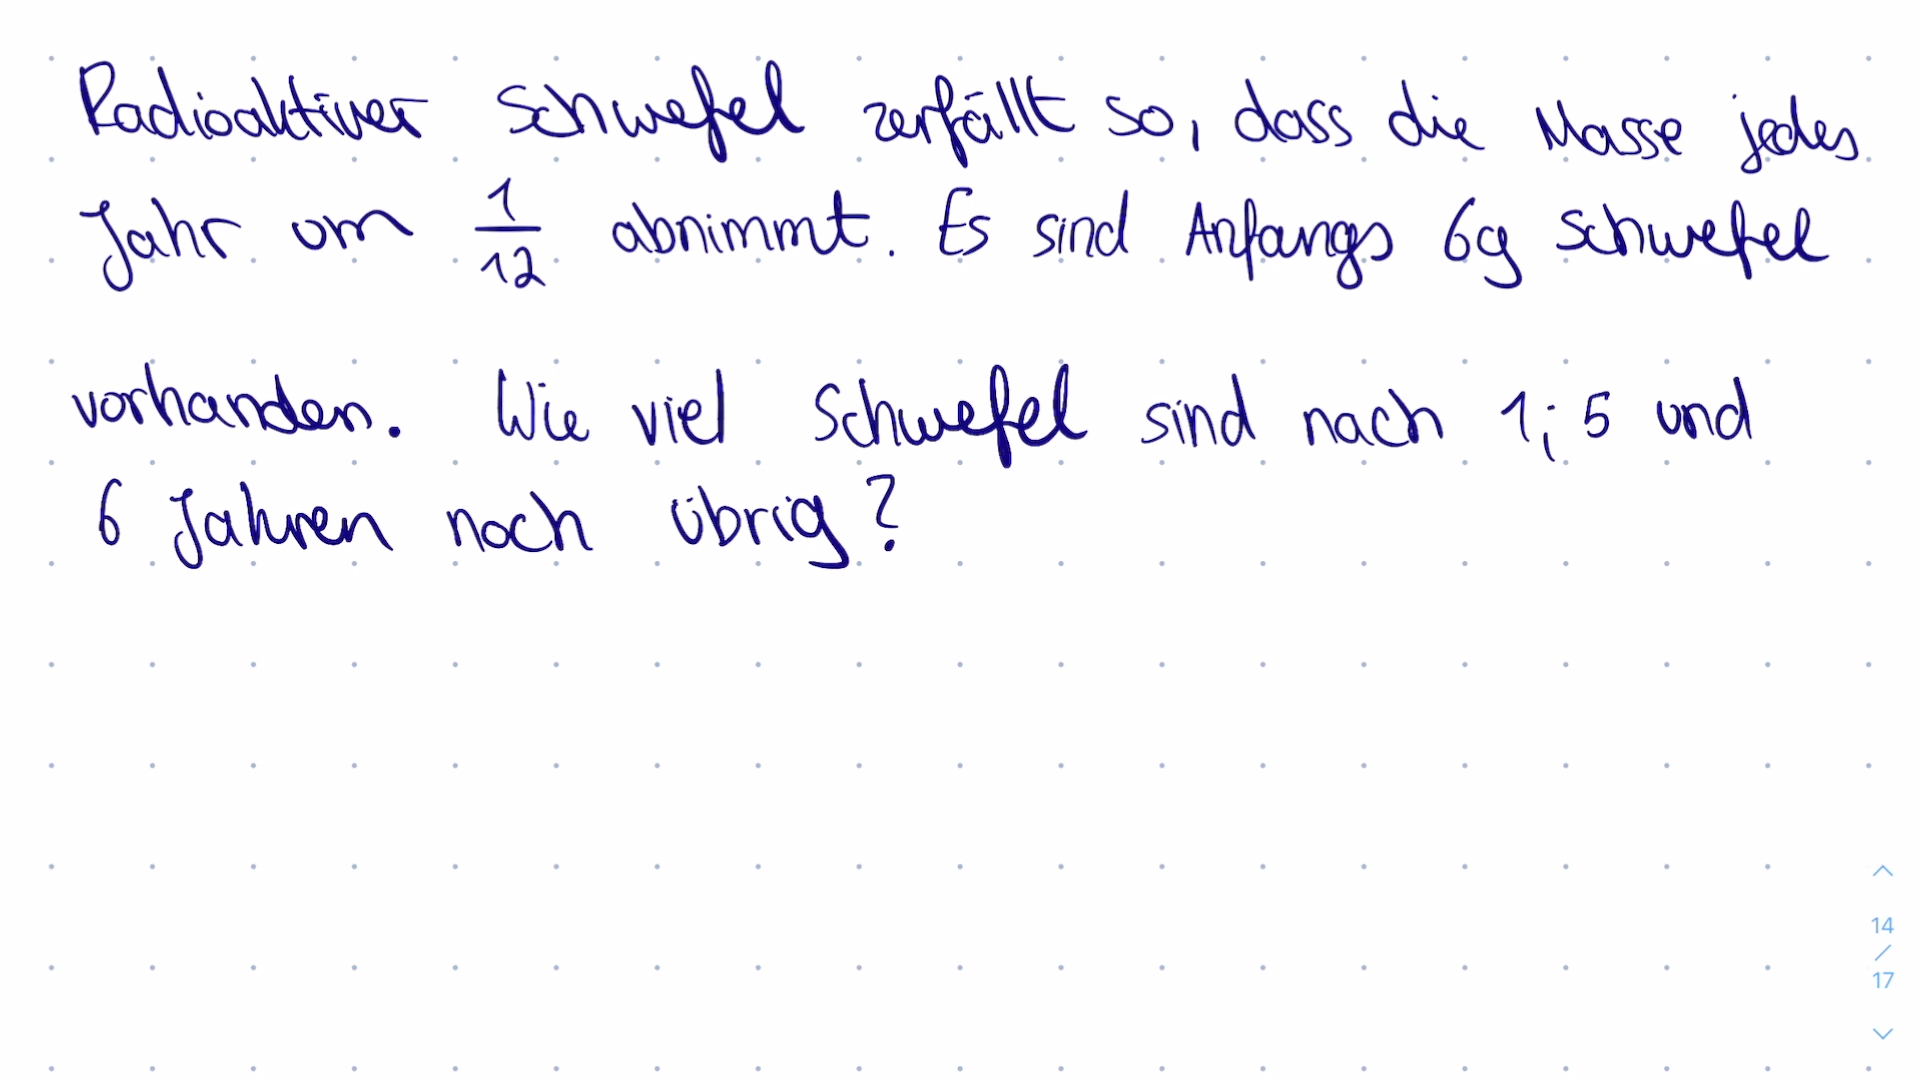 Radioaktiver Schwefel zerfällt so, dass die Masse jedes
Jahr um 1/12 abnimmt. Es sind Anfangs 6g Schwefel
vorhanden. Wie viel Schwefel sind nach 1; 5 und
6 Jahren noch übrig?
14
/
17